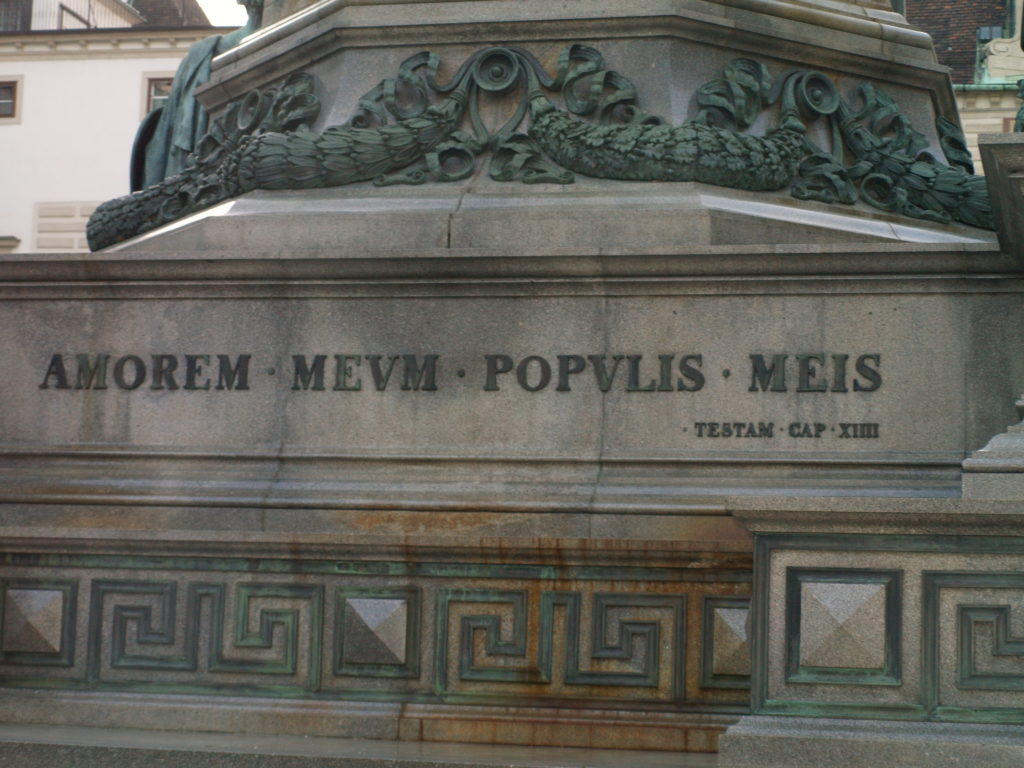 AMOREM · MEVM · POPVLIS · MEIS
· TESTAM · CAP · XIIII